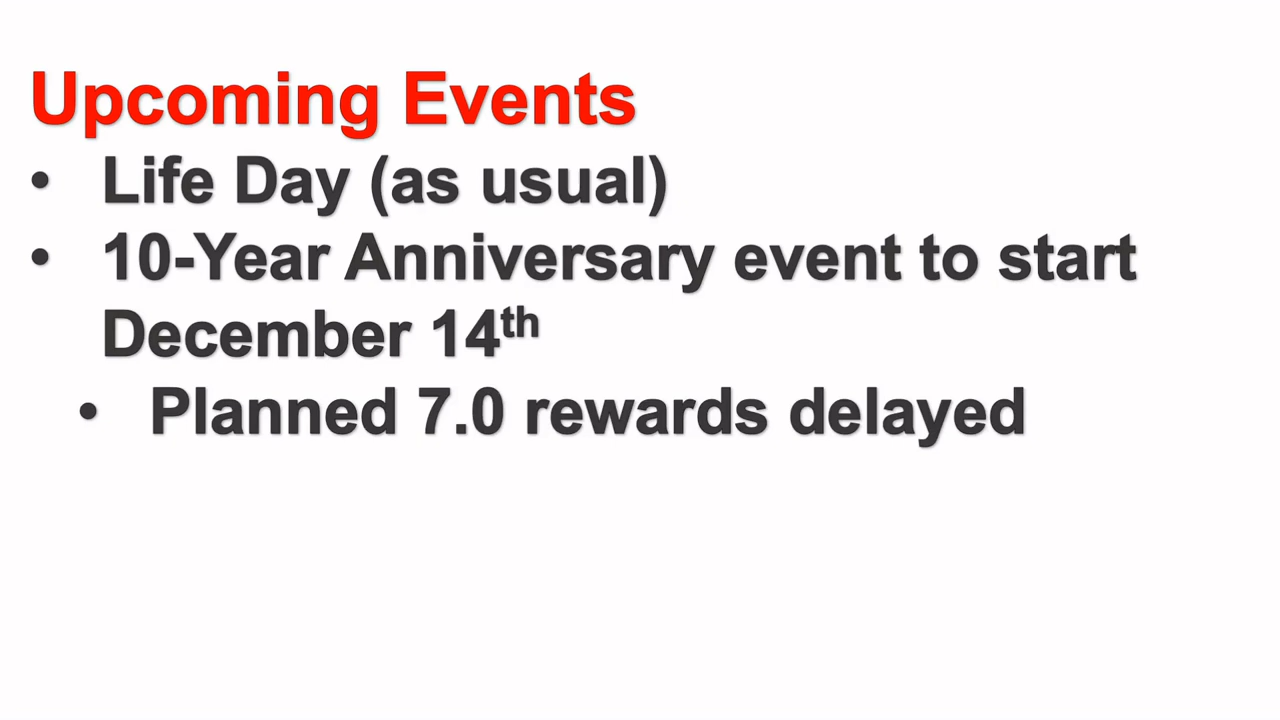 Upcoming Events
• Life Day (as usual)
• 10-Year Anniversary event to start
December 14th
• Planned 7.0 rewards delayed